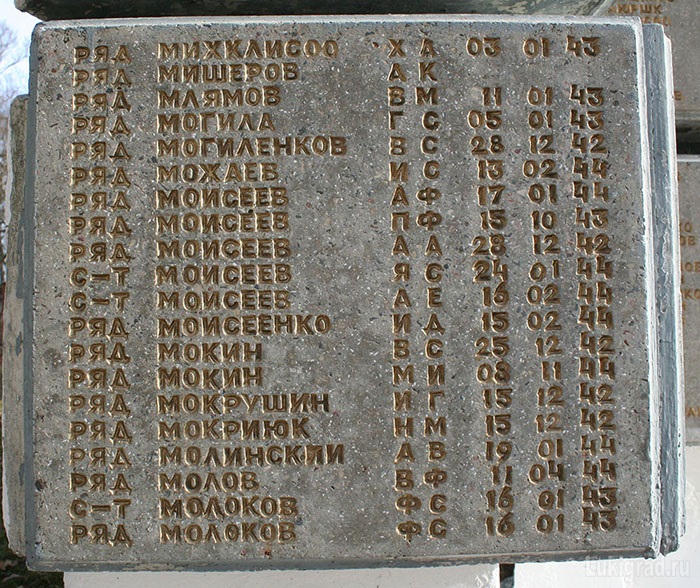 РЯД МИХКЛИСОО Х А 03 01 43
РЯД МИШЕРОВ А К
РЯД МЛЯМОВ В М 11 01 43
РЯД МОГИЛА Г С 05 01 43
РЯД МОГИЛЕНКОВ В С 28 12 42
РЯД МОЖАЕВ И С 13 02 44
РЯД МОИСЕЕВ А Ф 17 01 44
РЯД МОИСЕЕВ П Ф 15 10 43
РЯД МОИСЕЕВ А А 28 12 42
С-Т МОИСЕЕВ Я С 24 01 44
С-Т МОИСЕЕВ А Е 16 02 44
РЯД МОИСЕЕНКО И Д 15 02 44
РЯД МОКИН В С 25 12 42
РЯД МОКИН М И 08 11 44
РЯД МОКРУШИН И Г 15 12 42
РЯД МОКРИЮК Н М 15 12 42
РЯД МОЛИНСКИЙ А В 19 01 44
РЯД МОЛОВ В Ф 11 04 44
С-Т МОЛОКОВ Ф С 16 01 43
РЯД МОЛОКОВ Ф С 16 01 43
Lukigrad.ru